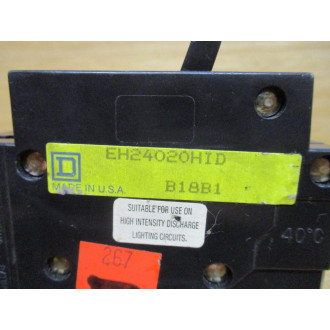 EH24020HID
D
MADE IN U.S.A. B18B1
SUITABLE FOR USE ON
HIGH INTENSITY DISCHARGE
LIGHTING CIRCUITS.
40°C
267